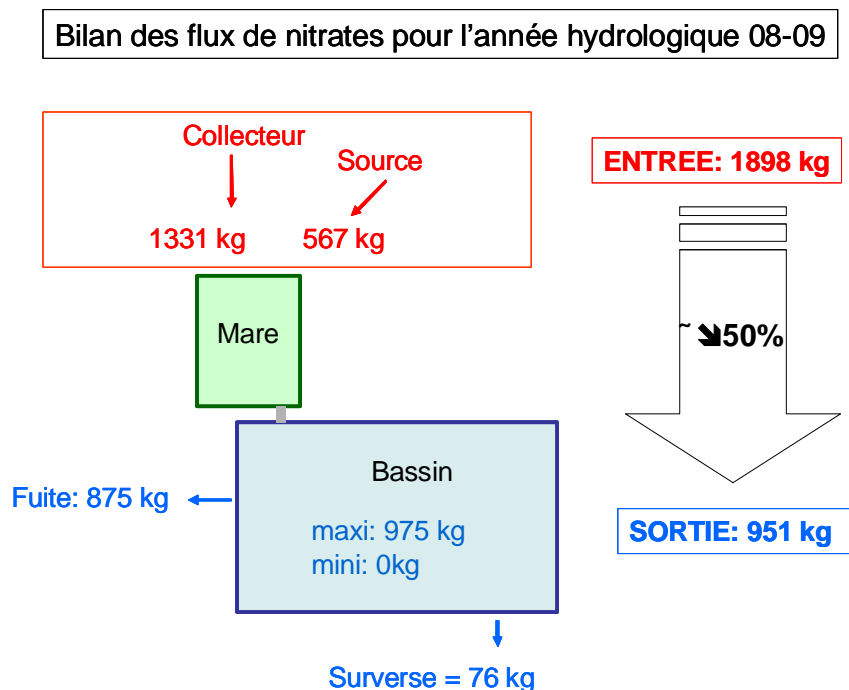 Bilan des flux de nitrates pour l'année hydrologique 08-09
Collecteur
Source
1331 kg
567 kg
ENTREE: 1898 kg
~ ➘50%
Mare
Bassin
maxi: 975 kg
mini: 0kg
Fuite: 875 kg
SORTIE: 951 kg
Surverse = 76 kg